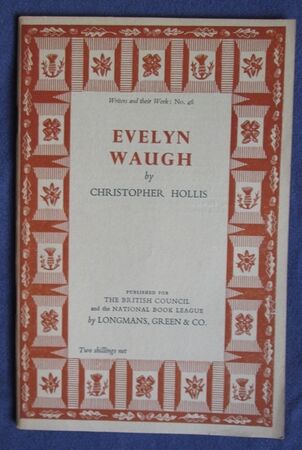 Writers and their Work: No. 46
EVELYN
WAUGH
by
CHRISTOPHER HOLLIS
PUBLISHED FOR
THE BRITISH COUNCIL
and the NATIONAL BOOK LEAGUE
by LONGMANS, GREEN & CO.
Two shillings net